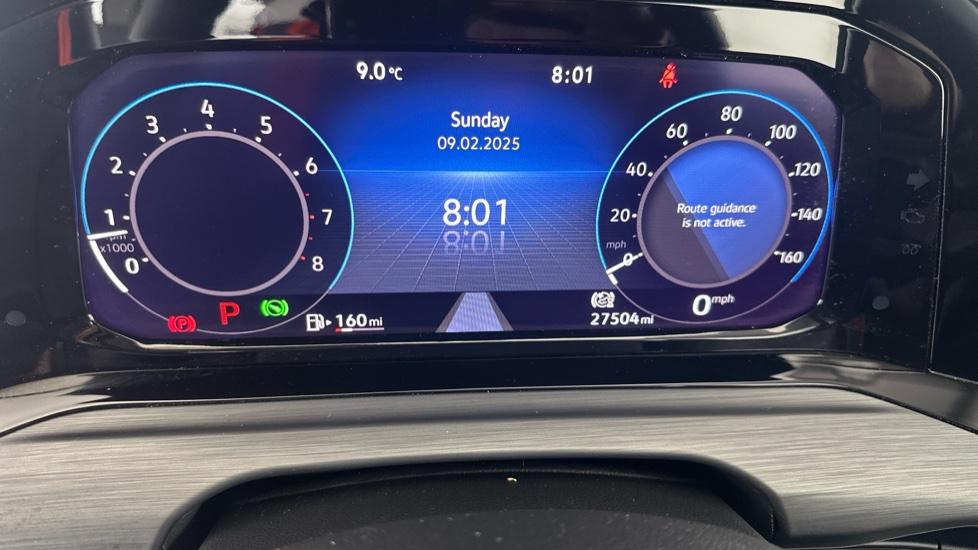 9.0 °C
8:01
Sunday
09.02.2025
8:01
0
1
2
3
4
5
6
7
8
x1000
0
20
40
60
80
100
120
140
160
mph
Route guidance
is not active.
0 mph
P
P
160 mi
27504 mi